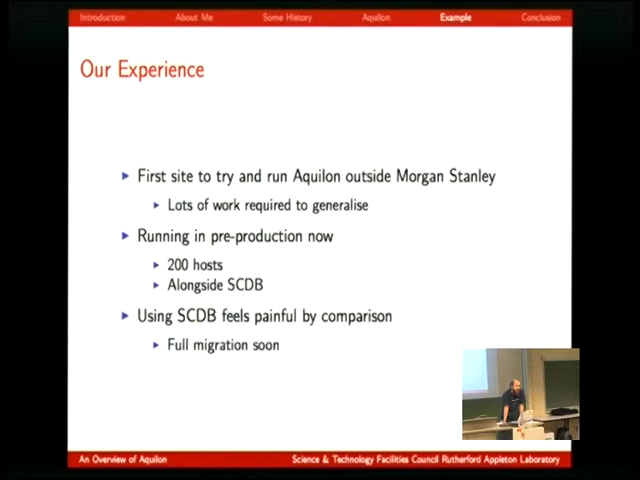 Introduction
About Me
Some History
Aquilon
Example
Conclusion
Our Experience
First site to try and run Aquilon outside Morgan Stanley
Lots of work required to generalise
Running in pre-production now
200 hosts
Alongside SCDB
Using SCDB feels painful by comparison
Full migration soon
An Overview of Aquilon
Science & Technology Facilities Council Rutherford Appleton Laboratory